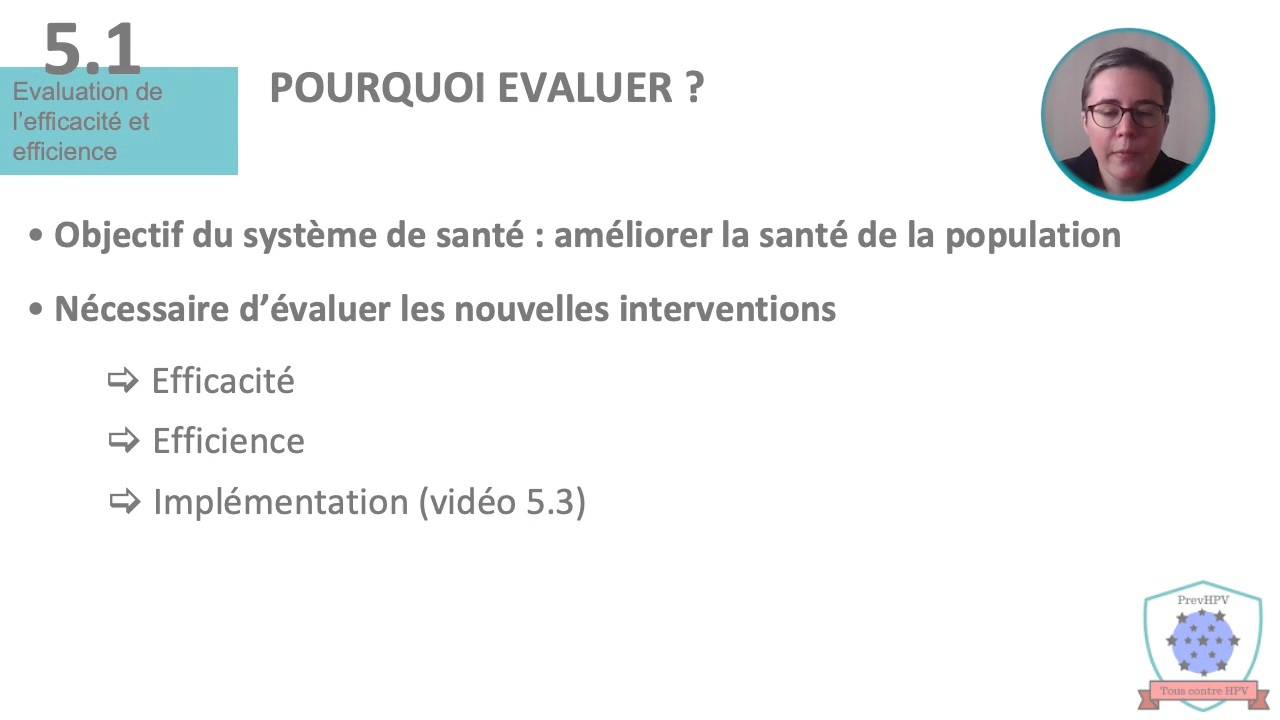 5.1
Evaluation de
l’efficacité et
efficience
POURQUOI EVALUER ?
• Objectif du système de santé : améliorer la santé de la population
• Nécessaire d’évaluer les nouvelles interventions
⇨ Efficacité
⇨ Efficience
⇨ Implémentation (vidéo 5.3)
PrevHPV
Tous contre HPV